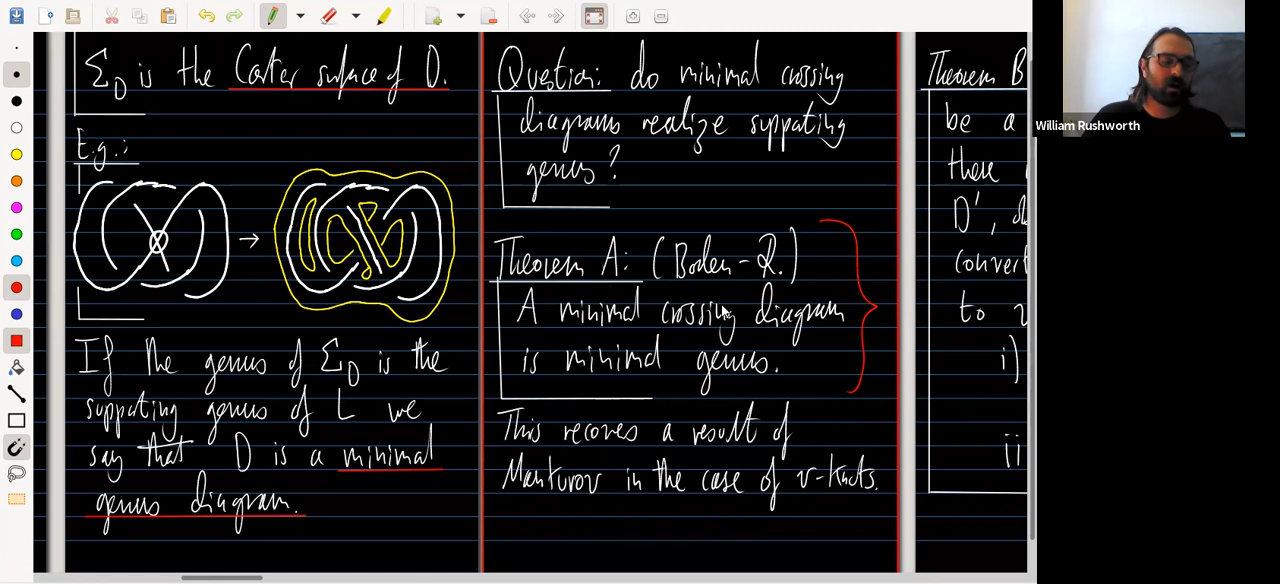 Σ_D is the Carter surface of D.
E.g.:
If the genus of Σ_D is the
supporting genus of L we
say that D is a minimal
genus diagram.
Question: do minimal crossing
diagrams realize supporting
genus?
Theorem A: (Boden-R.)
A minimal crossing diagram
is minimal genus.
This recovers a result of
Manturov in the case of v-knots.
Theorem B
be a
there
D',
convert
to
i)
ii
William Rushworth